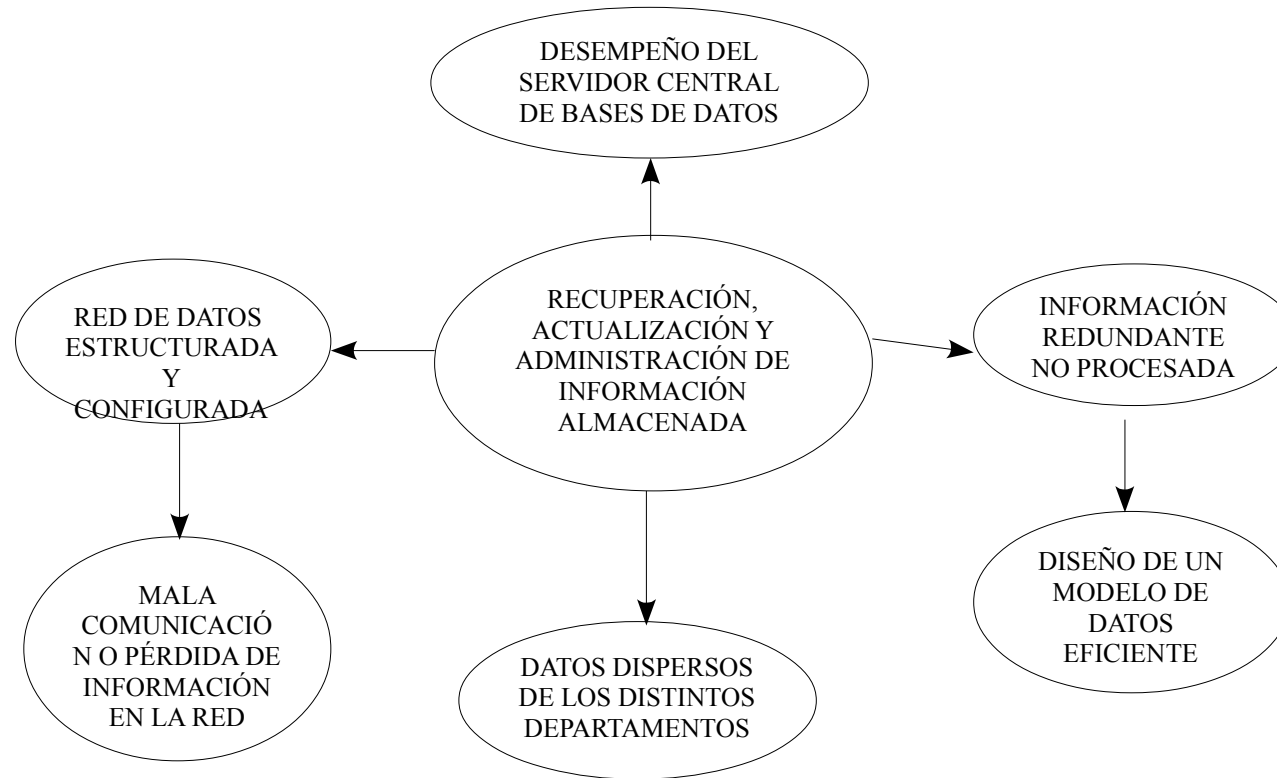 DESEMPEÑO DEL
SERVIDOR CENTRAL
DE BASES DE DATOS
RED DE DATOS
ESTRUCTURADA
Y
CONFIGURADA
RECUPERACIÓN,
ACTUALIZACIÓN Y
ADMINISTRACIÓN DE
INFORMACIÓN
ALMACENADA
INFORMACIÓN
REDUNDANTE
NO PROCESADA
MALA
COMUNICACIÓ
N O PÉRDIDA DE
INFORMACIÓN
EN LA RED
DATOS DISPERSOS
DE LOS DISTINTOS
DEPARTAMENTOS
DISEÑO DE UN
MODELO DE
DATOS
EFICIENTE